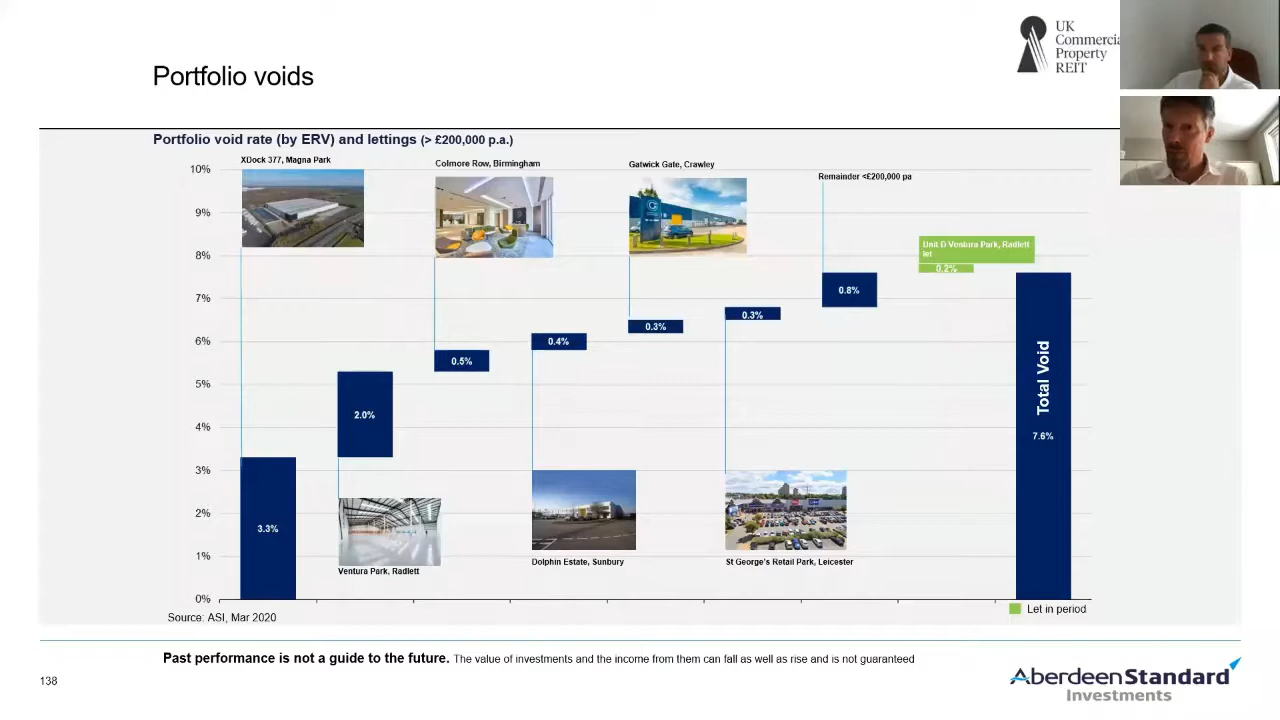 UK
Commercia
Property
REIT
Portfolio voids
Portfolio void rate (by ERV) and lettings (> £200,000 p.a.)
XDock 377, Magna Park
Colmore Row, Birmingham
Gatwick Gate, Crawley
Remainder <£200,000 pa
Unit D Ventura Park, Radlett
let
0.2%
10%
9%
8%
7%
6%
5%
4%
3%
2%
1%
0%
3.3%
2.0%
0.5%
0.4%
0.3%
0.3%
0.8%
Total Void
7.6%
Ventura Park, Radlett
Dolphin Estate, Sunbury
St George's Retail Park, Leicester
Let in period
Source: ASI, Mar 2020
Past performance is not a guide to the future. The value of investments and the income from them can fall as well as rise and is not guaranteed
138
AberdeenStandard
Investments